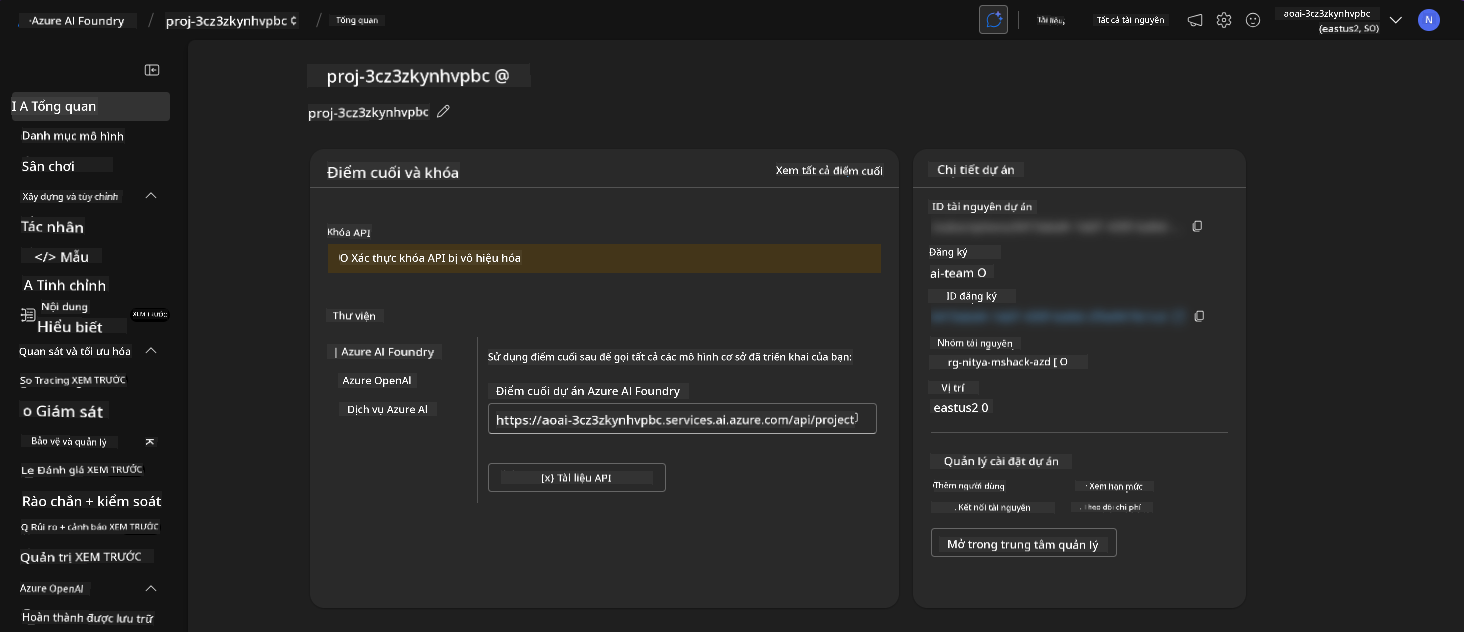 ·Azure AI Foundry / proj-3cz3zkynhvpbc / Tổng quan
Tài liệu
Tất cả tài nguyên
aoai-3cz3zkynhvpbc
(eastus2, SO)
N
I A Tổng quan
Danh mục mô hình
Sân chơi
Xây dựng và tùy chỉnh
Tác nhân
</> Mẫu
A Tinh chỉnh
Nội dung
Hiểu biết
XEM TRƯỚC
Quan sát và tối ưu hóa
So Tracing XEM TRƯỚC
o Giám sát
Bảo vệ và quản lý
Le Đánh giá XEM TRƯỚC
Rào chắn + kiểm soát
Q Rủi ro + cảnh báo XEM TRƯỚC
Quản trị XEM TRƯỚC
Azure OpenAI
Hoàn thành được lưu trữ
proj-3cz3zkynhvpbc @
proj-3cz3zkynhvpbc
Điểm cuối và khóa
Xem tất cả điểm cuối
Khóa API
O Xác thực khóa API bị vô hiệu hóa
Thư viện
| Azure AI Foundry
Azure OpenAI
Dịch vụ Azure AI
Sử dụng điểm cuối sau để gọi tất cả các mô hình cơ sở đã triển khai của bạn:
Điểm cuối dự án Azure AI Foundry
https://aoai-3cz3zkynhvpbc.services.ai.azure.com/api/project
[x} Tài liệu API
Chi tiết dự án
ID tài nguyên dự án
Đăng ký
ai-team O
ID đăng ký
Nhóm tài nguyên
rg-nitya-mshack-azd [ O
Vị trí
eastus2 0
Quản lý cài đặt dự án
Thêm người dùng
· Xem hạn mức
. Kết nối tài nguyên
. Theo dõi chi phí
Mở trong trung tâm quản lý